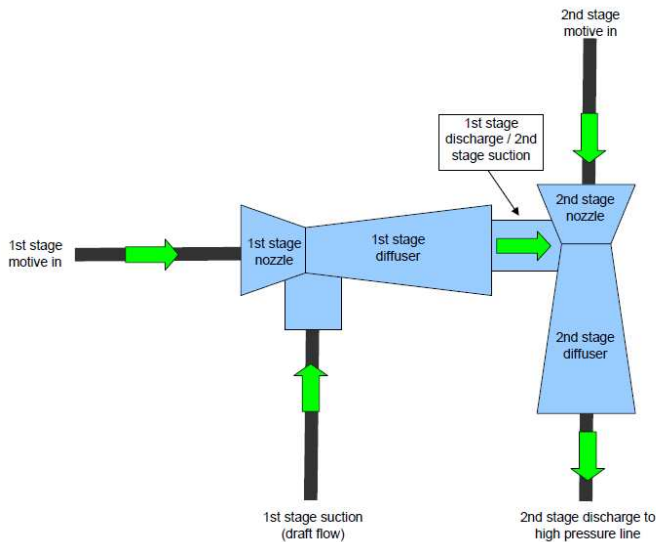 2nd stage
motive in
1st stage
discharge / 2nd
stage suction
2nd stage
nozzle
1st stage
motive in
1st stage
nozzle
1st stage
diffuser
2nd stage
diffuser
1st stage suction
(draft flow)
2nd stage discharge to
high pressure line